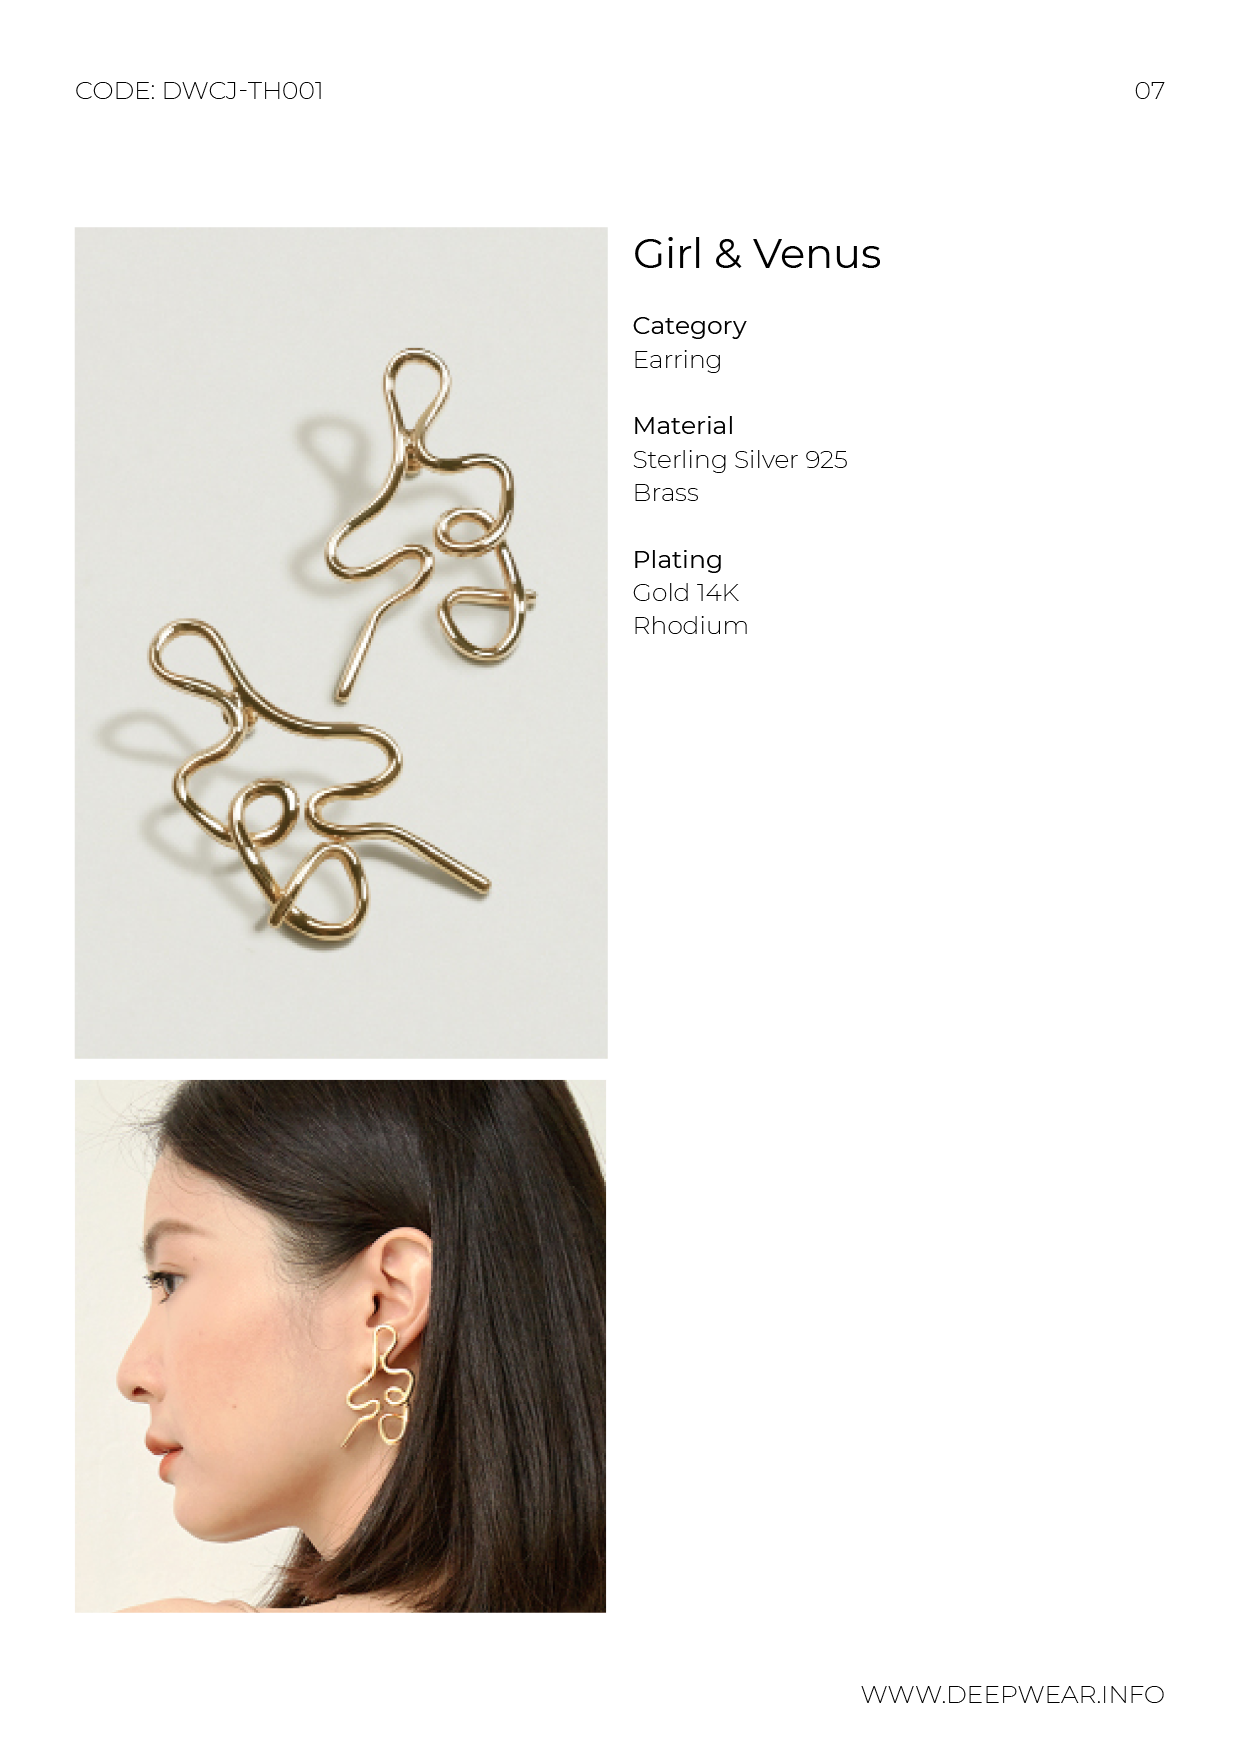 CODE: DWCJ-TH001
07
Girl & Venus
Category
Earring
Material
Sterling Silver 925
Brass
Plating
Gold 14K
Rhodium
WWW.DEEPWEAR.INFO